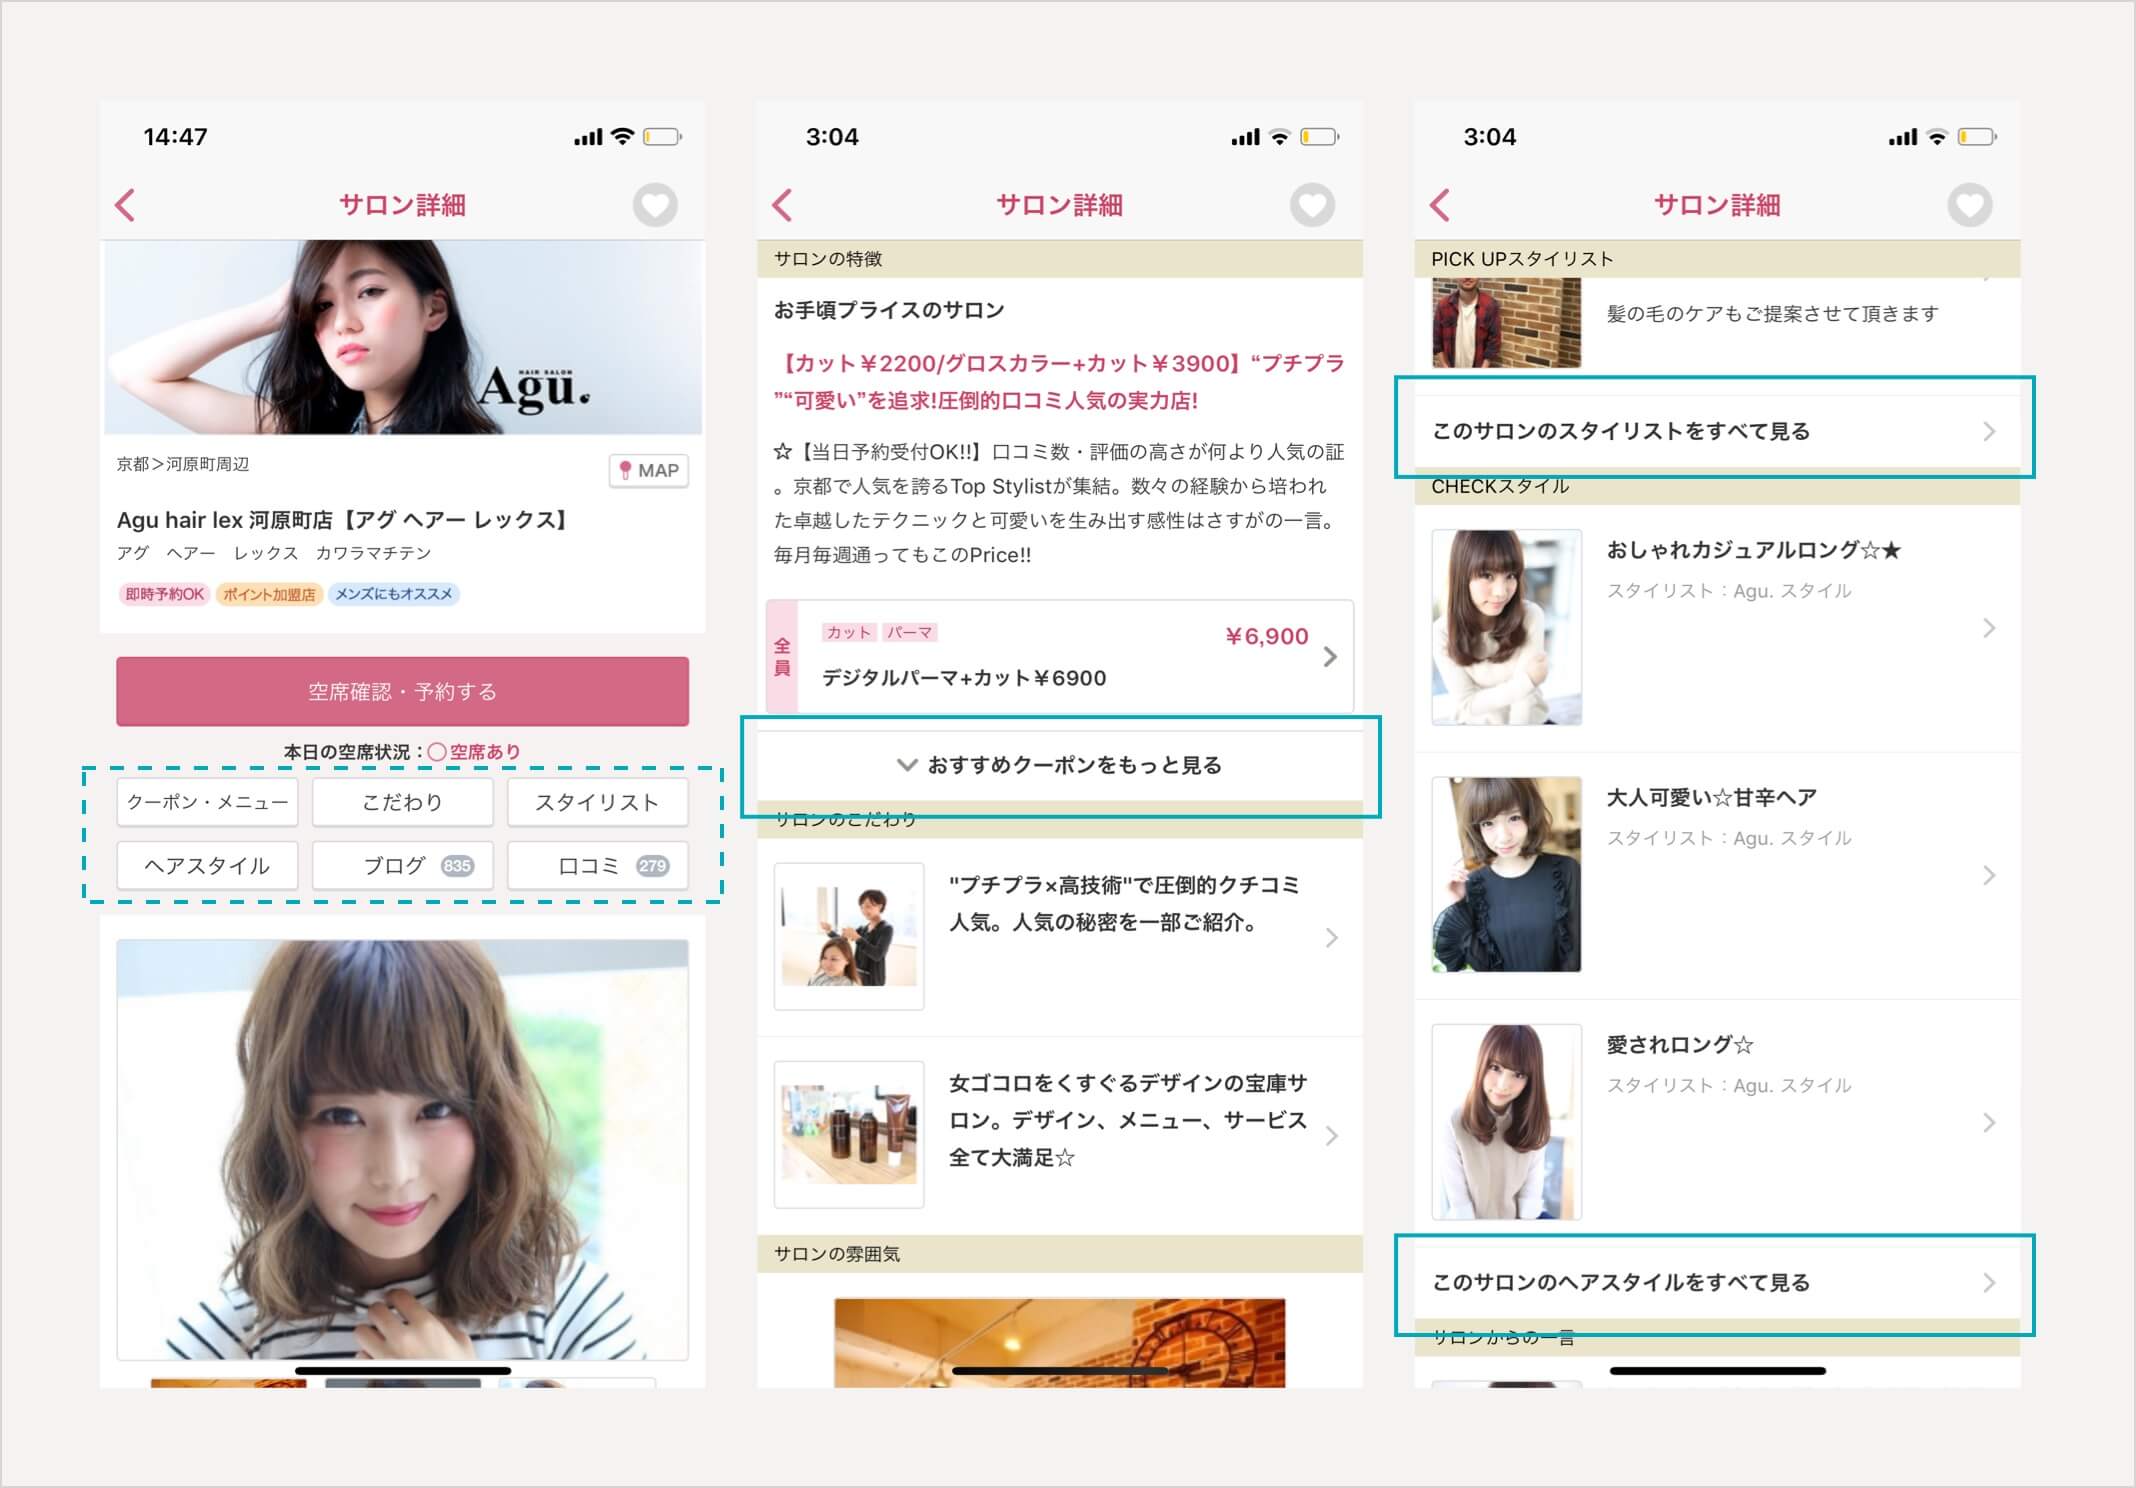 14:47
サロン詳細
HAIR SALON
Agu.
京都＞河原町周辺
MAP
Agu hair lex 河原町店【アグ ヘアー レックス】
アグ　ヘアー　レックス　カワラマチテン
即時予約OK ポイント加盟店 メンズにもオススメ
空席確認・予約する
本日の空席状況：◯空席あり
クーポン・メニュー こだわり スタイリスト
ヘアスタイル ブログ 835 口コミ 279
3:04
サロン詳細
サロンの特徴
お手頃プライスのサロン
【カット￥2200/グロスカラー+カット￥3900】“プチプラ
”“可愛い”を追求!圧倒的口コミ人気の実力店!
☆【当日予約受付OK!!】口コミ数・評価の高さが何より人気の証
。京都で人気を誇るTop Stylistが集結。数々の経験から培われ
た卓越したテクニックと可愛いを生み出す感性はさすがの一言。
毎月毎週通ってもこのPrice!!
全員
カット パーマ
￥6,900
デジタルパーマ+カット￥6900
おすすめクーポンをもっと見る
サロンのこだわり
"プチプラ×高技術"で圧倒的クチコミ
人気。人気の秘密を一部ご紹介。
女ゴコロをくすぐるデザインの宝庫サ
ロン。デザイン、メニュー、サービス
全て大満足☆
サロンの雰囲気
3:04
サロン詳細
PICK UPスタイリスト
髪の毛のケアもご提案させて頂きます
このサロンのスタイリストをすべて見る
CHECKスタイル
おしゃれカジュアルロング☆★
スタイリスト：Agu. スタイル
大人可愛い☆甘辛ヘア
スタイリスト：Agu. スタイル
愛されロング☆
スタイリスト：Agu. スタイル
このサロンのヘアスタイルをすべて見る
サロンからの一言